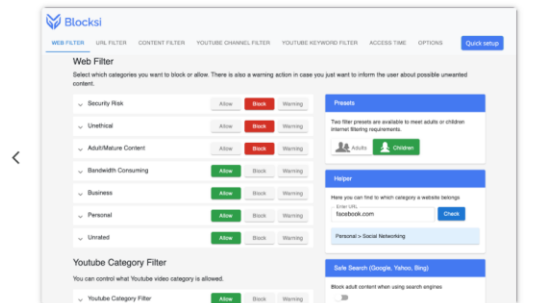 Blocksi
WEB FILTER URL FILTER CONTENT FILTER YOUTUBE CHANNEL FILTER YOUTUBE KEYWORD FILTER ACCESS TIME OPTIONS Quick setup
Web Filter
Select which categories you want to block or allow. There is also a warning action in case you just want to inform the user about possible unwanted
content.
Security Risk Allow Block Warning
Unethical Allow Block Warning
Adult/Mature Content Allow Block Warning
Bandwidth Consuming Allow Block Warning
Business Allow Block Warning
Personal Allow Block Warning
Unrated Allow Block Warning
Youtube Category Filter
You can control what Youtube video category is allowed.
Youtube Category Filter Allow Block Warning
Presets
Two filter presets are available to meet adults or children
internet filtering requirements.
Adults Children
Helper
Here you can find to which category a website belongs
Enter URL
facebook.com Check
Personal > Social Networking
Safe Search (Google, Yahoo, Bing)
Block adult content when using search engines